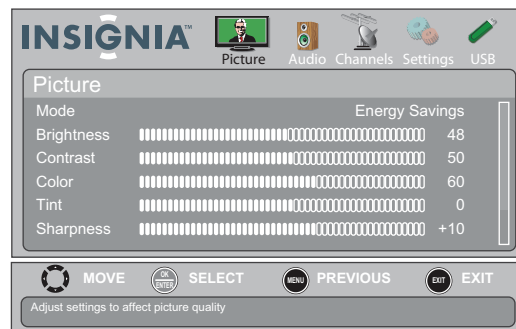 INSIGNIA™
Picture Audio Channels Settings USB
Picture
Mode Energy Savings
Brightness 48
Contrast 50
Color 60
Tint 0
Sharpness +10
MOVE OK ENTER SELECT MENU PREVIOUS EXIT EXIT
Adjust settings to affect picture quality